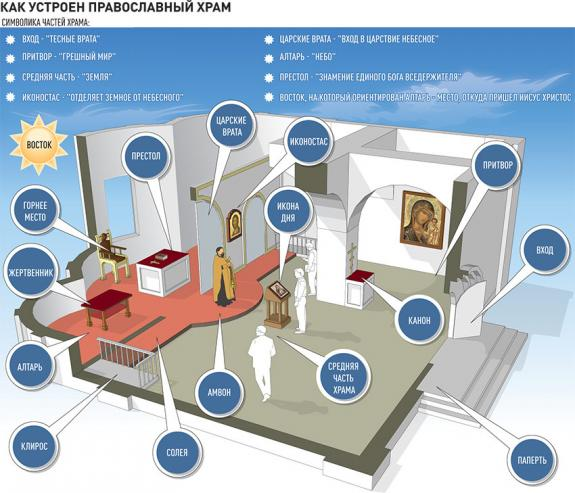 КАК УСТРОЕН ПРАВОСЛАВНЫЙ ХРАМ
СИМВОЛИКА ЧАСТЕЙ ХРАМА:
ВХОД - "ТЕСНЫЕ ВРАТА"
ПРИТВОР - "ГРЕШНЫЙ МИР"
СРЕДНЯЯ ЧАСТЬ - "ЗЕМЛЯ"
ИКОНОСТАС - "ОТДЕЛЯЕТ ЗЕМНОЕ ОТ НЕБЕСНОГО"
ЦАРСКИЕ ВРАТА - "ВХОД В ЦАРСТВИЕ НЕБЕСНОЕ"
АЛТАРЬ - "НЕБО"
ПРЕСТОЛ - "ЗНАМЕНИЕ ЕДИНОГО БОГА ВСЕДЕРЖИТЕЛЯ"
ВОСТОК, НА КОТОРЫЙ ОРИЕНТИРОВАН АЛТАРЬ - МЕСТО, ОТКУДА ПРИШЕЛ ИИСУС ХРИСТОС
ВОСТОК
ПРЕСТОЛ
ЦАРСКИЕ
ВРАТА
ИКОНОСТАС
ПРИТВОР
ГОРНЕЕ
МЕСТО
ИКОНА
ДНЯ
ВХОД
ЖЕРТВЕННИК
КАНОН
АЛТАРЬ
АМВОН
СРЕДНЯЯ
ЧАСТЬ
ХРАМА
КЛИРОС
СОЛЕЯ
ПАПЕРТЬ